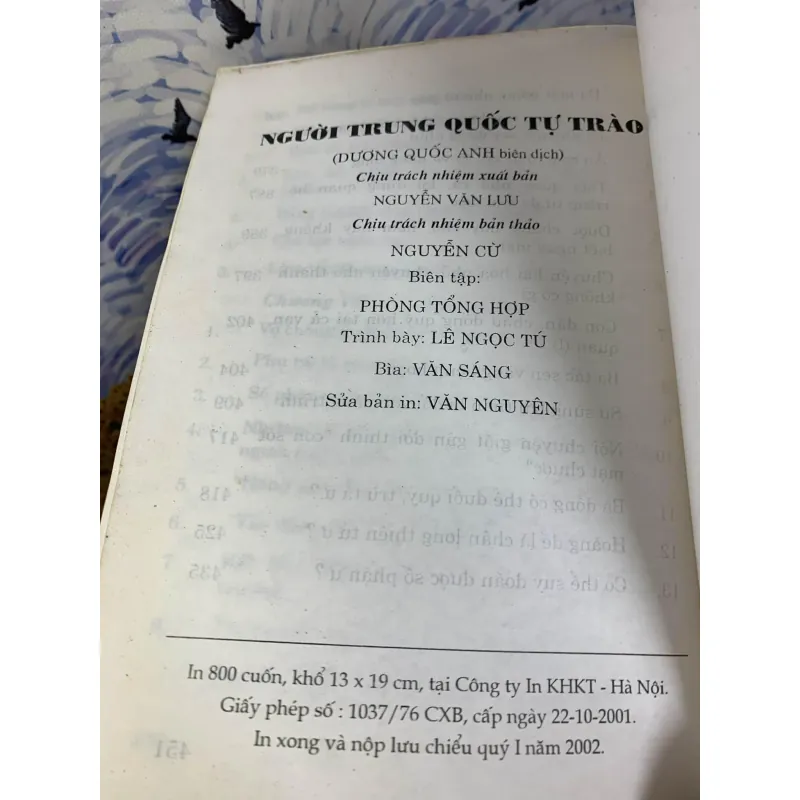 NGƯỜI TRUNG QUỐC TỰ TRÀO
(DƯƠNG QUỐC ANH biên dịch)
Chịu trách nhiệm xuất bản
NGUYỄN VĂN LƯU
Chịu trách nhiệm bản thảo
NGUYỄN CỪ
Biên tập:
PHÒNG TỔNG HỢP
Trình bày: LÊ NGỌC TÚ
Bìa: VĂN SÁNG
Sửa bản in: VĂN NGUYÊN
In 800 cuốn, khổ 13 x 19 cm, tại Công ty In KHKT - Hà Nội.
Giấy phép số : 1037/76 CXB, cấp ngày 22-10-2001.
In xong và nộp lưu chiểu quý I năm 2002.